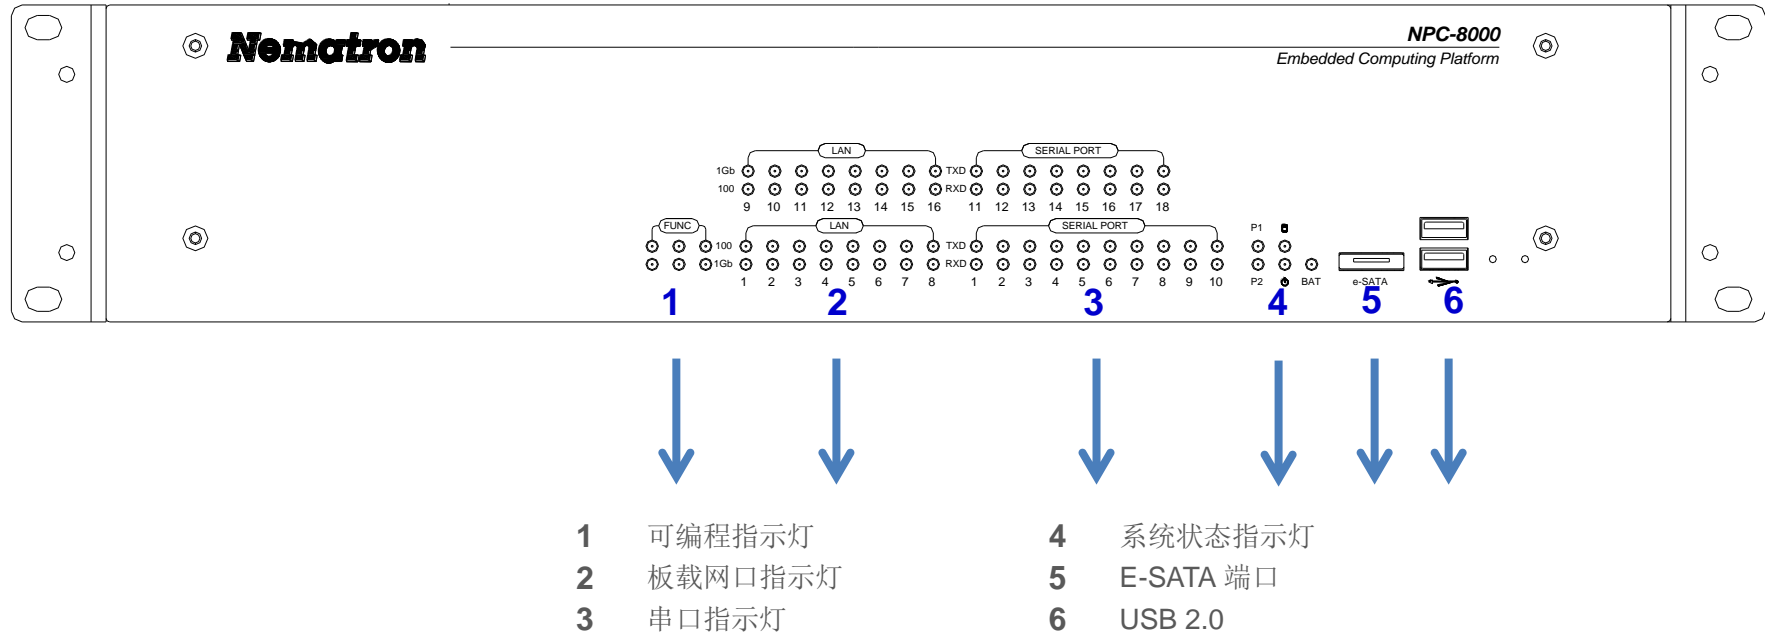 Nematron
NPC-8000
Embedded Computing Platform
LAN SERIAL PORT
1Gb TXD
100 RXD
9 10 11 12 13 14 15 16 11 12 13 14 15 16 17 18
FUNC LAN SERIAL PORT P1
100 TXD
1Gb RXD
1 2 3 4 5 6 7 8 1 2 3 4 5 6 7 8 9 10 P2 BAT e-SATA
1 2 3 4 5 6
1 可编程指示灯
2 板载网口指示灯
3 串口指示灯
4 系统状态指示灯
5 E-SATA 端口
6 USB 2.0